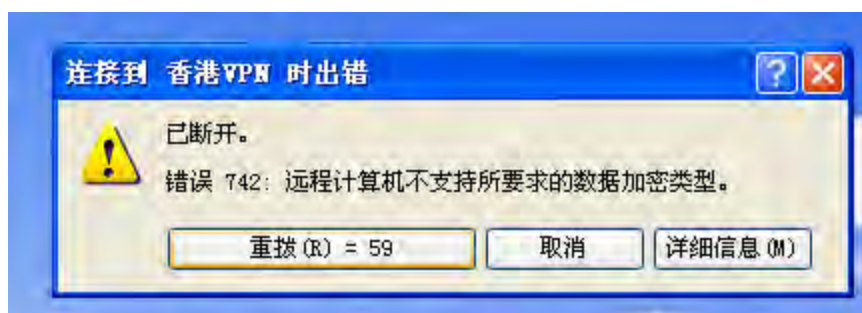 连接到 香港VPN 时出错
已断开。
错误 742: 远程计算机不支持所要求的数据加密类型。
重拨(R) = 59 取消 详细信息(M)